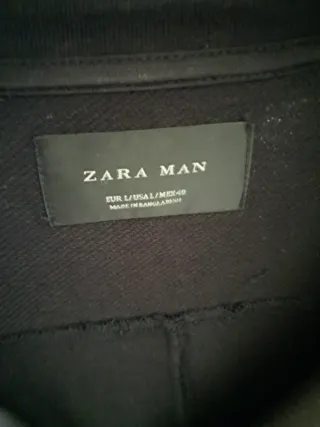 ZARA MAN
EUR L/USA L/MEX 40
MADE IN BANGLADESH